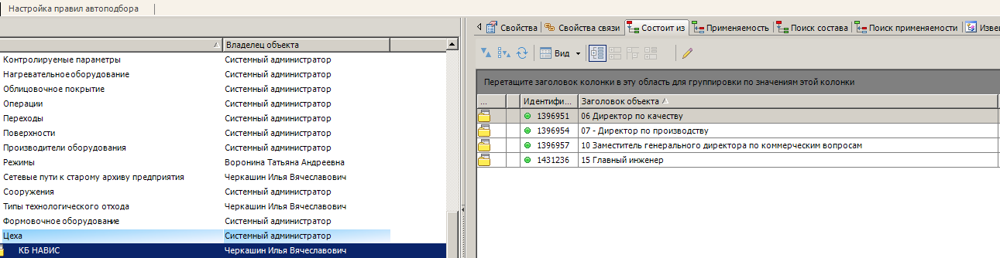 Настройка правил автоподбора
Владелец объекта
Контролируемые параметры Системный администратор
Нагревательное оборудование Системный администратор
Облицовочное покрытие Системный администратор
Операции Системный администратор
Переходы Системный администратор
Поверхности Системный администратор
Производители оборудования Системный администратор
Режимы Воронина Татьяна Андреевна
Сетевые пути к старому архиву предприятия Черкашин Илья Вячеславович
Сооружения Системный администратор
Типы технологического отхода Черкашин Илья Вячеславович
Формовочное оборудование Системный администратор
Цеха Системный администратор
КБ НАВИС Черкашин Илья Вячеславович
Свойства Свойства связи Состоит из Применяемость Поиск состава Поиск применяемости Извещ
Вид
Перетащите заголовок колонки в эту область для группировки по значениям этой колонки
... Идентифи... Заголовок объекта
1396951 06 Директор по качеству
1396954 07 - Директор по производству
1396957 10 Заместитель генерального директора по коммерческим вопросам
1431236 15 Главный инженер